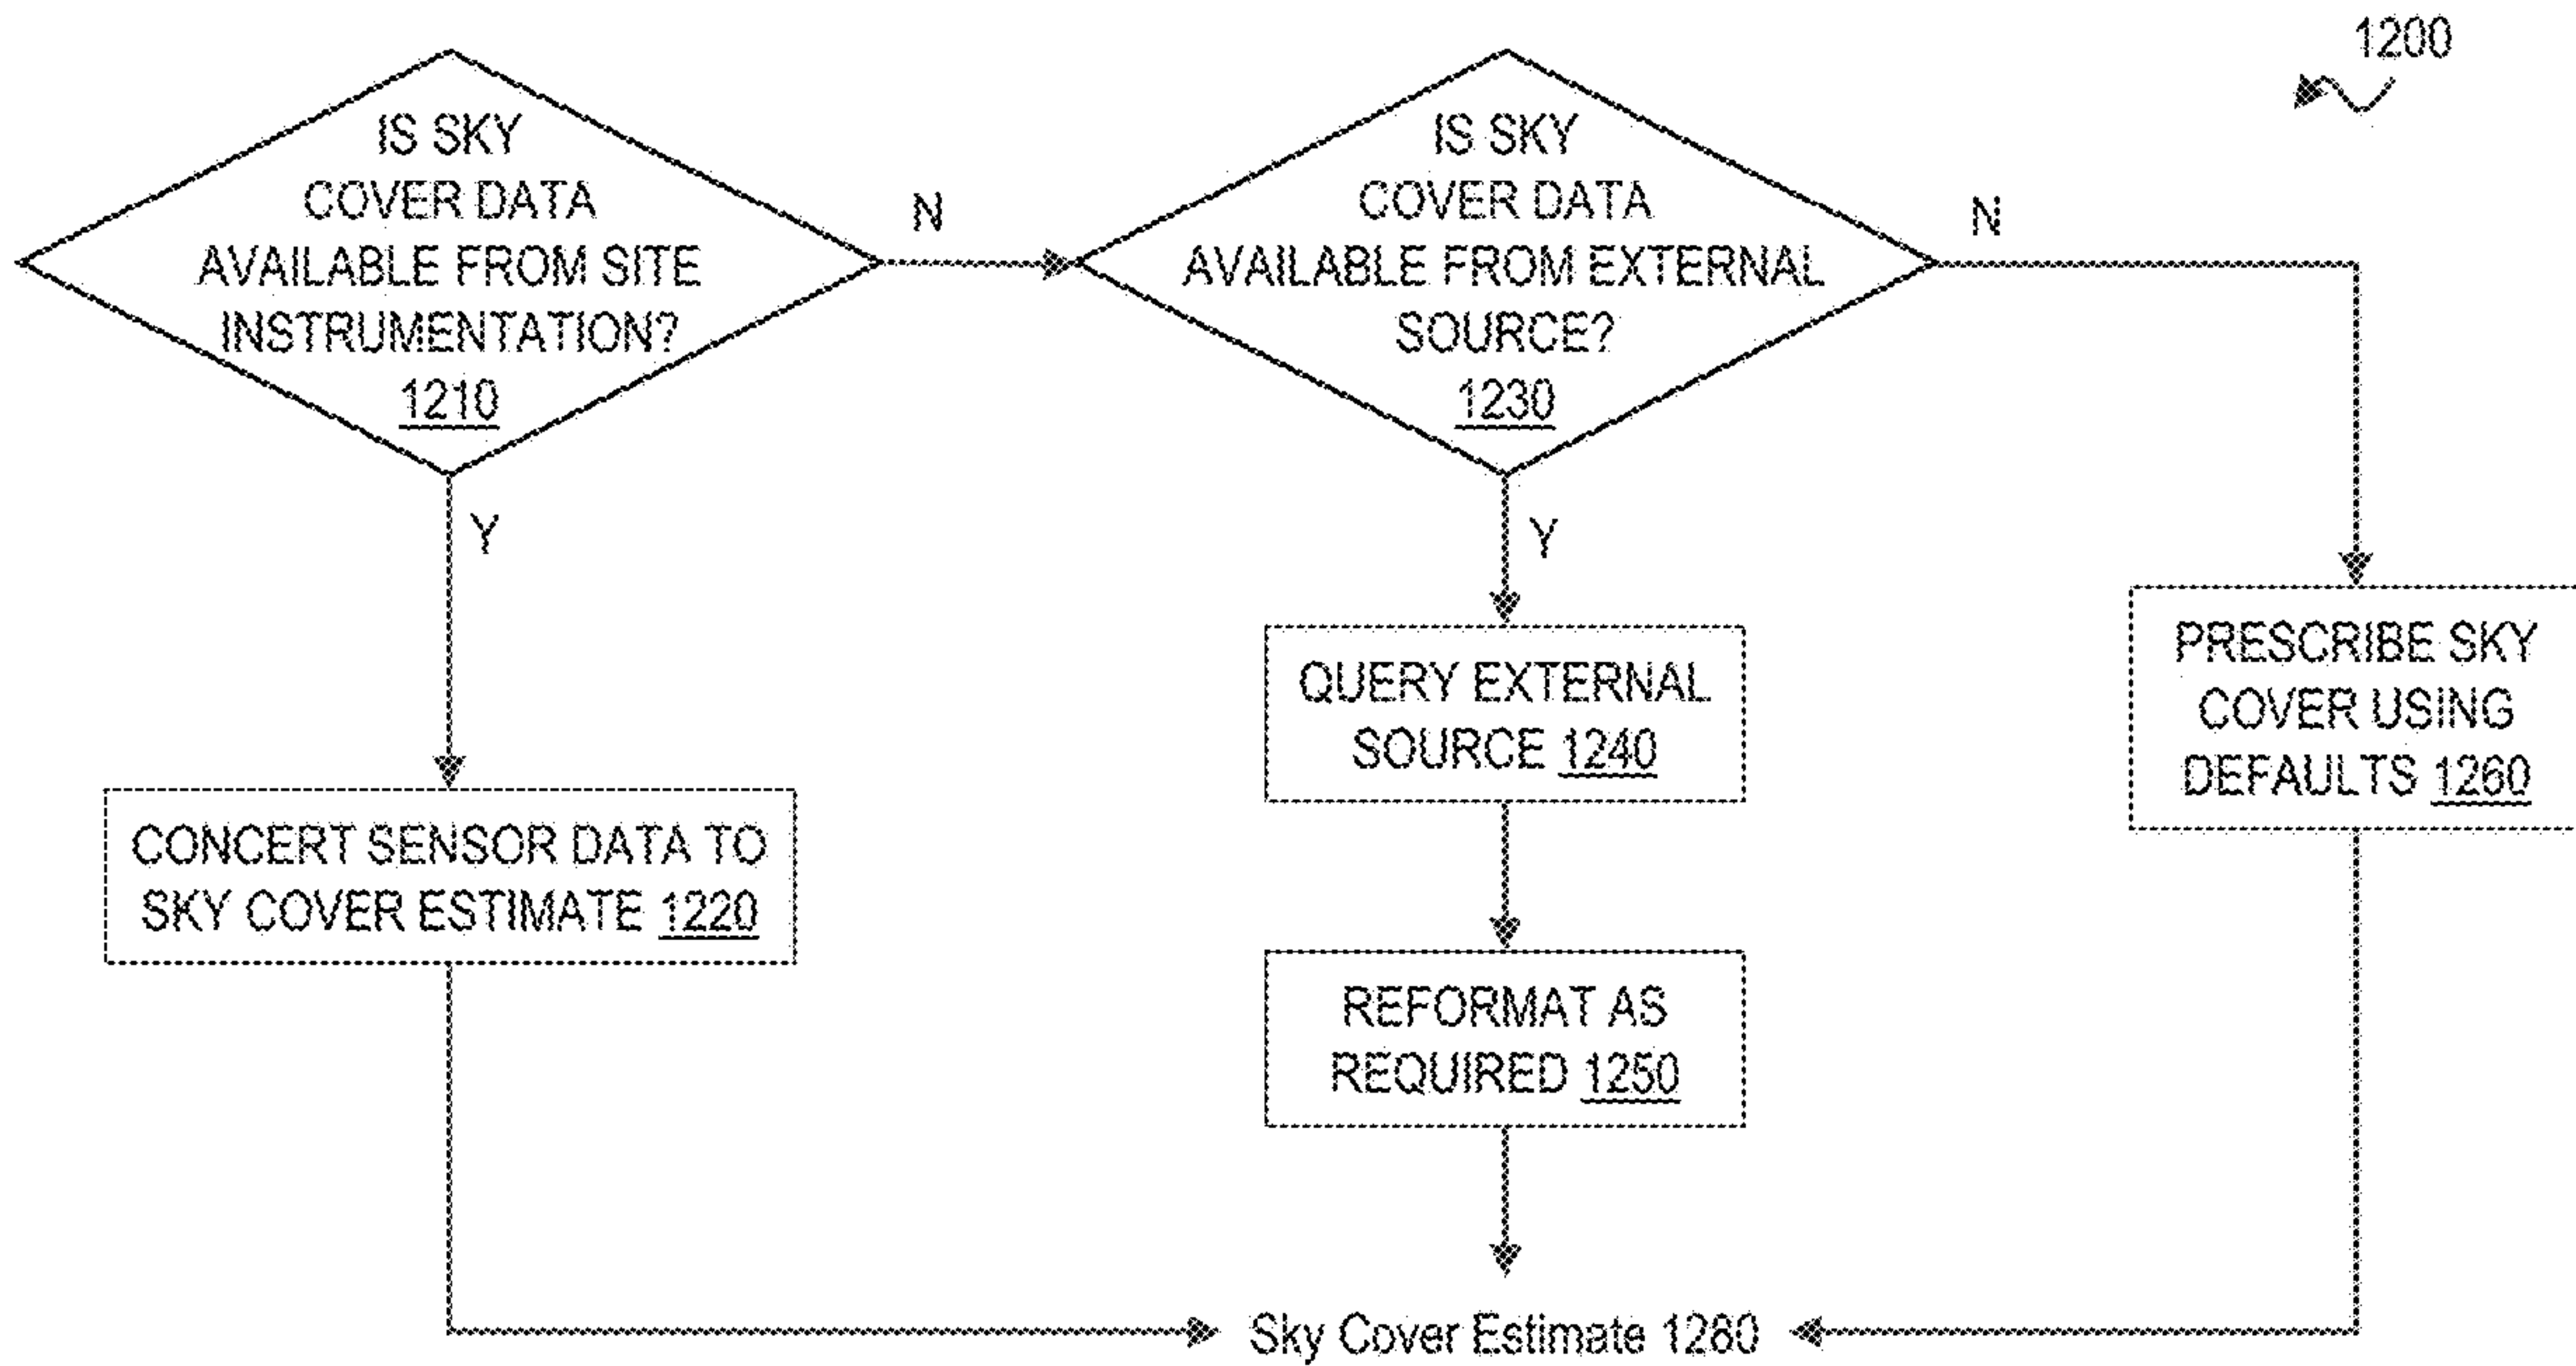 1200
IS SKY
COVER DATA
AVAILABLE FROM SITE
INSTRUMENTATION?
1210
N
IS SKY
COVER DATA
AVAILABLE FROM EXTERNAL
SOURCE?
1230
N
Y
Y
QUERY EXTERNAL
SOURCE 1240
PRESCRIBE SKY
COVER USING
DEFAULTS 1260
CONCERT SENSOR DATA TO
SKY COVER ESTIMATE 1220
REFORMAT AS
REQUIRED 1250
Sky Cover Estimate 1280